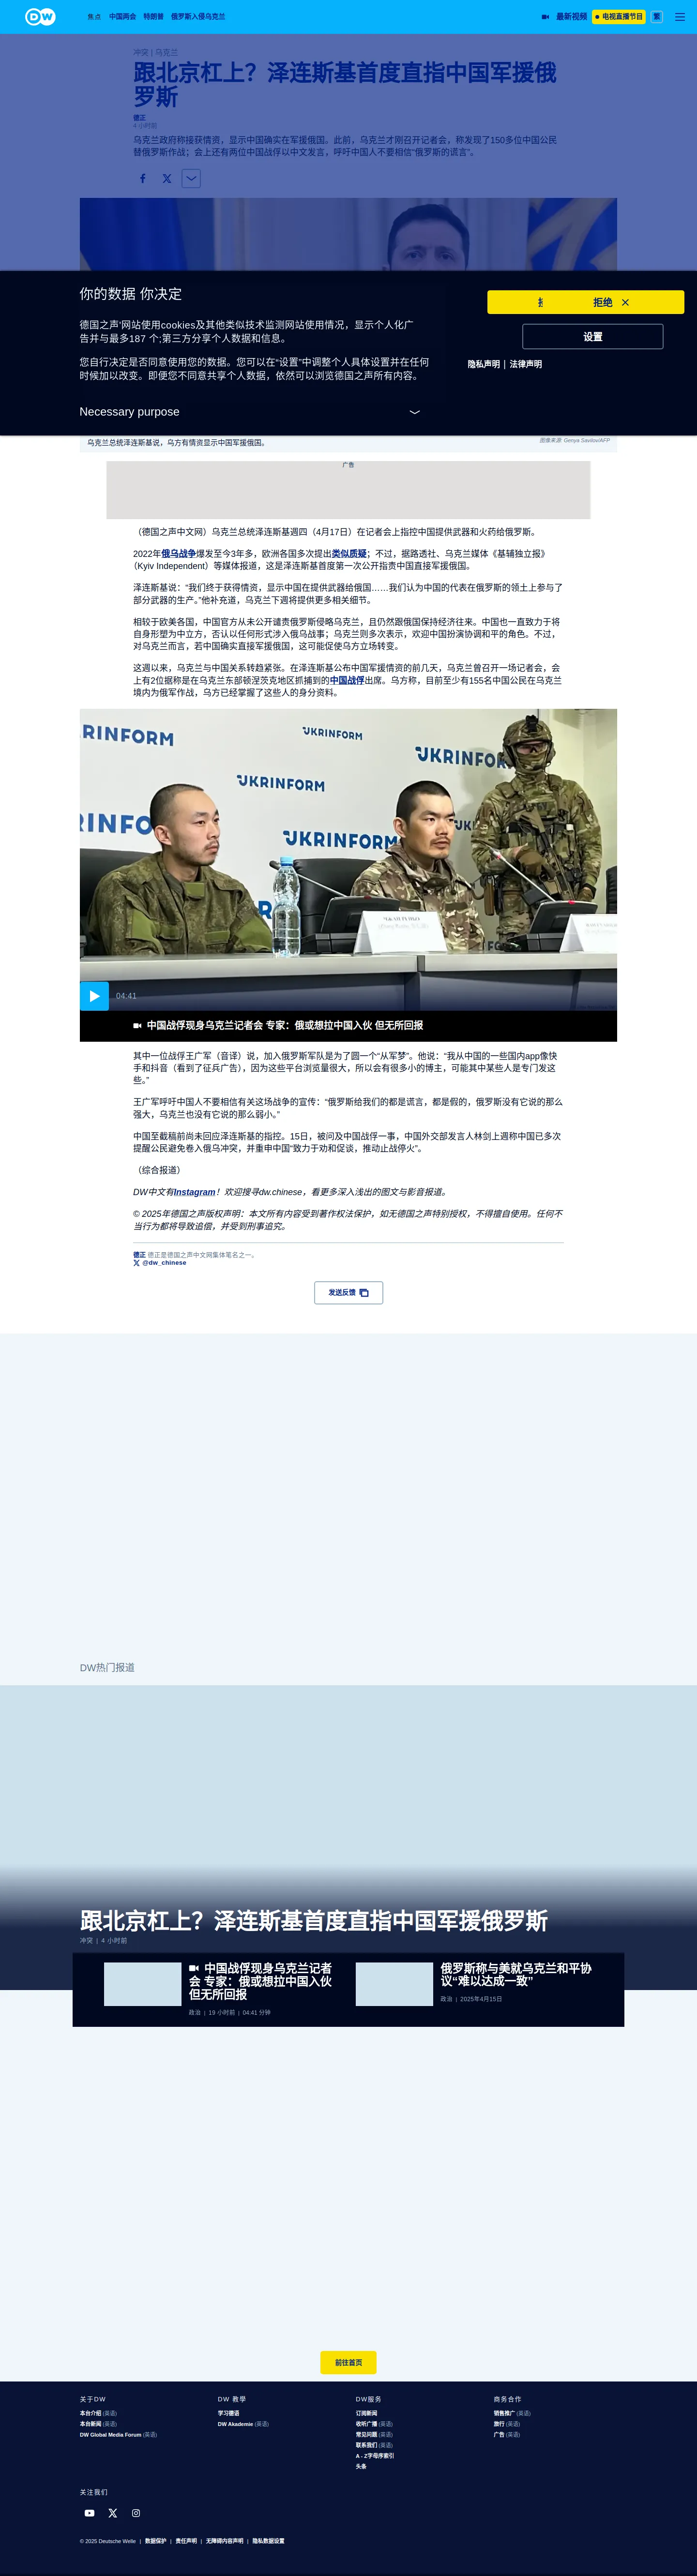 DW
焦点 中国两会 特朗普 俄罗斯入侵乌克兰 最新视频 电视直播节目 繁
冲突 | 乌克兰
跟北京杠上？泽连斯基首度直指中国军援俄
罗斯
德正
4 小时前
乌克兰政府称接获情资，显示中国确实在军援俄国。此前，乌克兰才刚召开记者会，称发现了150多位中国公民
替俄罗斯作战；会上还有两位中国战俘以中文发言，呼吁中国人不要相信“俄罗斯的谎言”。
你的数据 你决定
拒绝
德国之声'网站使用cookies及其他类似技术监测网站使用情况，显示个人化广
告并与最多187 个;第三方分享个人数据和信息。
设置
您自行决定是否同意使用您的数据。您可以在“设置”中调整个人具体设置并在任何
时候加以改变。即便您不同意共享个人数据，依然可以浏览德国之声所有内容。
隐私声明 | 法律声明
Necessary purpose
乌克兰总统泽连斯基说，乌方有情资显示中国军援俄国。
图像来源: Genya Savilov/AFP
广告
（德国之声中文网）乌克兰总统泽连斯基週四（4月17日）在记者会上指控中国提供武器和火药给俄罗斯。
2022年俄乌战争爆发至今3年多，欧洲各国多次提出类似质疑；不过，据路透社、乌克兰媒体《基辅独立报》
（Kyiv Independent）等媒体报道，这是泽连斯基首度第一次公开指责中国直接军援俄国。
泽连斯基说：“我们终于获得情资，显示中国在提供武器给俄国……我们认为中国的代表在俄罗斯的领土上参与了
部分武器的生产。”他补充道，乌克兰下週将提供更多相关细节。
相较于欧美各国，中国官方从未公开谴责俄罗斯侵略乌克兰，且仍然跟俄国保持经济往来。中国也一直致力于将
自身形塑为中立方，否认以任何形式涉入俄乌战事；乌克兰则多次表示，欢迎中国扮演协调和平的角色。不过，
对乌克兰而言，若中国确实直接军援俄国，这可能促使乌方立场转变。
这週以来，乌克兰与中国关系转趋紧张。在泽连斯基公布中国军援情资的前几天，乌克兰曾召开一场记者会，会
上有2位据称是在乌克兰东部顿涅茨克地区抓捕到的中国战俘出席。乌方称，目前至少有155名中国公民在乌克兰
境内为俄军作战，乌方已经掌握了这些人的身分资料。
UKRINFORM
UKRINFORM
UKRINFORM
UKRINFORM
UKRINFORM
04:41
中国战俘现身乌克兰记者会 专家：俄或想拉中国入伙 但无所回报
其中一位战俘王广军（音译）说，加入俄罗斯军队是为了圆一个“从军梦”。他说：“我从中国的一些国内app像快
手和抖音（看到了征兵广告），因为这些平台浏览量很大，所以会有很多小的博主，可能其中某些人是专门发这
些。”
王广军呼吁中国人不要相信有关这场战争的宣传：“俄罗斯给我们的都是谎言，都是假的，俄罗斯没有它说的那么
强大，乌克兰也没有它说的那么弱小。”
中国至截稿前尚未回应泽连斯基的指控。15日，被问及中国战俘一事，中国外交部发言人林剑上週称中国已多次
提醒公民避免卷入俄乌冲突，并重申中国“致力于劝和促谈，推动止战停火”。
（综合报道）
DW中文有Instagram！欢迎搜寻dw.chinese，看更多深入浅出的图文与影音报道。
© 2025年德国之声版权声明：本文所有内容受到著作权法保护，如无德国之声特别授权，不得擅自使用。任何不
当行为都将导致追偿，并受到刑事追究。
德正 德正是德国之声中文网集体笔名之一。
@dw_chinese
发送反馈
DW热门报道
跟北京杠上？泽连斯基首度直指中国军援俄罗斯
冲突 | 4 小时前
中国战俘现身乌克兰记者
会 专家：俄或想拉中国入伙
但无所回报
政治 | 19 小时前 | 04:41 分钟
俄罗斯称与美就乌克兰和平协
议“难以达成一致”
政治 | 2025年4月15日
前往首页
关于DW
本台介绍 (英语)
本台新闻 (英语)
DW Global Media Forum (英语)
DW 教學
学习德语
DW Akademie (英语)
DW服务
订阅新闻
收听广播 (英语)
常见问题 (英语)
联系我们 (英语)
A - Z字母序索引
头条
商务合作
销售推广 (英语)
旅行 (英语)
广告 (英语)
关注我们
© 2025 Deutsche Welle | 数据保护 | 责任声明 | 无障碍内容声明 | 隐私数据设置